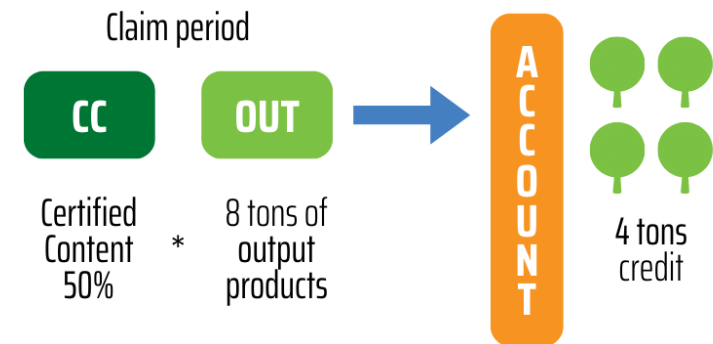 Claim period
CC
OUT
Certified
Content
50%
*
8 tons of
output
products
ACCOUNT
4 tons
credit